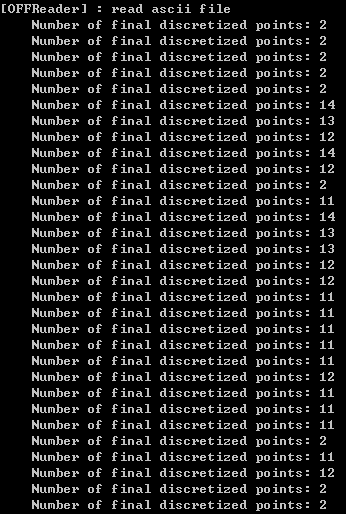 [OFFReader] : read ascii file
Number of final discretized points: 2
Number of final discretized points: 2
Number of final discretized points: 2
Number of final discretized points: 2
Number of final discretized points: 2
Number of final discretized points: 14
Number of final discretized points: 13
Number of final discretized points: 12
Number of final discretized points: 14
Number of final discretized points: 12
Number of final discretized points: 2
Number of final discretized points: 11
Number of final discretized points: 14
Number of final discretized points: 13
Number of final discretized points: 13
Number of final discretized points: 12
Number of final discretized points: 12
Number of final discretized points: 11
Number of final discretized points: 11
Number of final discretized points: 11
Number of final discretized points: 11
Number of final discretized points: 11
Number of final discretized points: 12
Number of final discretized points: 11
Number of final discretized points: 11
Number of final discretized points: 11
Number of final discretized points: 2
Number of final discretized points: 11
Number of final discretized points: 12
Number of final discretized points: 2
Number of final discretized points: 2